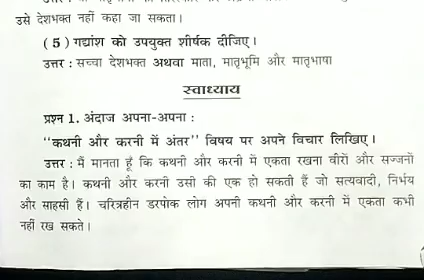 उसे देशभक्त नहीं कहा जा सकता।
( 5 ) गद्यांश को उपयुक्त शीर्षक दीजिए।
उत्तर : सच्चा देशभक्त अथवा माता, मातृभूमि और मातृभाषा
स्वाध्याय
प्रश्न 1. अंदाज अपना-अपना :
“कथनी और करनी में अंतर” विषय पर अपने विचार लिखिए।
उत्तर : मैं मानता हूँ कि कथनी और करनी में एकता रखना वीरों और सज्जनों
का काम है। कथनी और करनी उसी की एक हो सकती हैं जो सत्यवादी, निर्भय
और साहसी हैं। चरित्रहीन डरपोक लोग अपनी कथनी और करनी में एकता कभी
नहीं रख सकते।